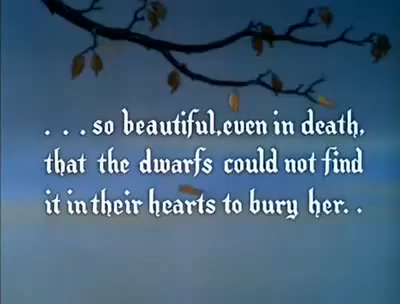 . . . so beautiful, even in death,
that the dwarfs could not find
it in their hearts to bury her. .